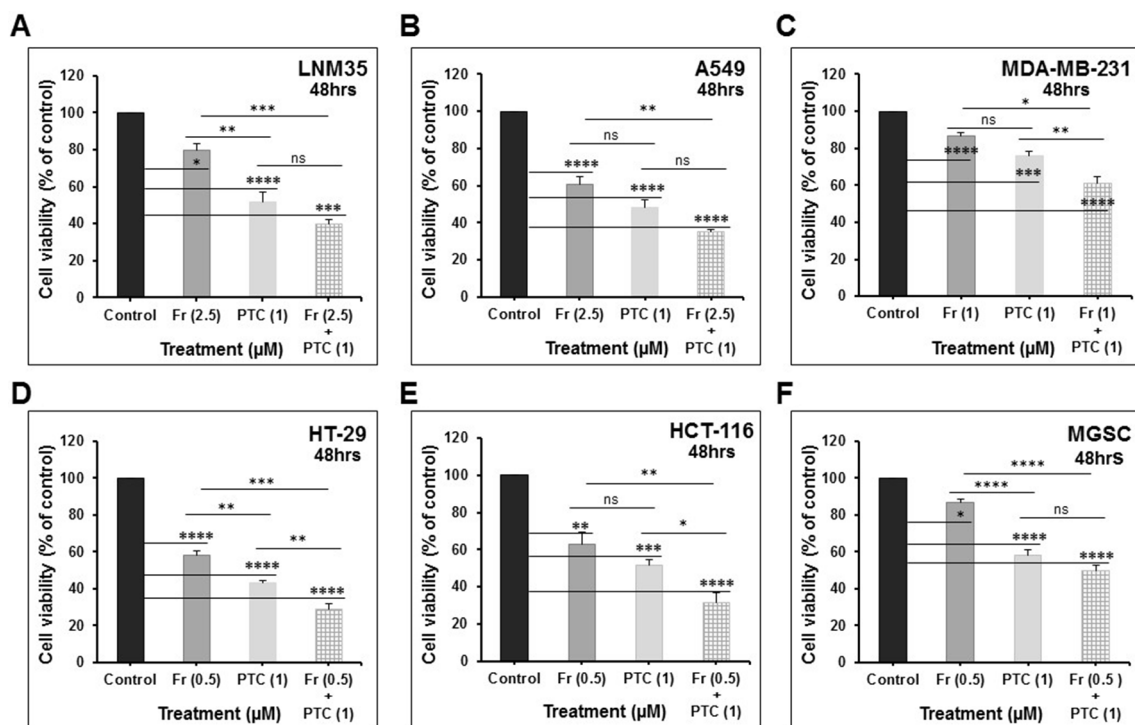 A
LNM35
48hrs
Cell viability (% of control)
120
100
80
60
40
20
0
***
**
ns
*
****
***
Control Fr (2.5) PTC (1) Fr (2.5)
+
PTC (1)
Treatment (µM)
B
A549
48hrs
Cell viability (% of control)
120
100
80
60
40
20
0
**
ns
ns
****
****
****
Control Fr (2.5) PTC (1) Fr (2.5)
+
PTC (1)
Treatment (µM)
C
MDA-MB-231
48hrs
Cell viability (% of control)
120
100
80
60
40
20
0
*
ns
**
****
***
****
Control Fr (1) PTC (1) Fr (1)
+
PTC (1)
Treatment (µM)
D
HT-29
48hrs
Cell viability (% of control)
120
100
80
60
40
20
0
***
**
**
****
****
****
Control Fr (0.5) PTC (1) Fr (0.5)
+
PTC (1)
Treatment (µM)
E
HCT-116
48hrs
Cell viability (% of control)
120
100
80
60
40
20
0
**
ns
*
**
***
****
Control Fr (0.5) PTC (1) Fr (0.5)
+
PTC (1)
Treatment (µM)
F
MGSC
48hrS
Cell viability (% of control)
120
100
80
60
40
20
0
****
****
ns
*
****
****
Control Fr (0.5) PTC (1) Fr (0.5)
+
PTC (1)
Treatment (µM)